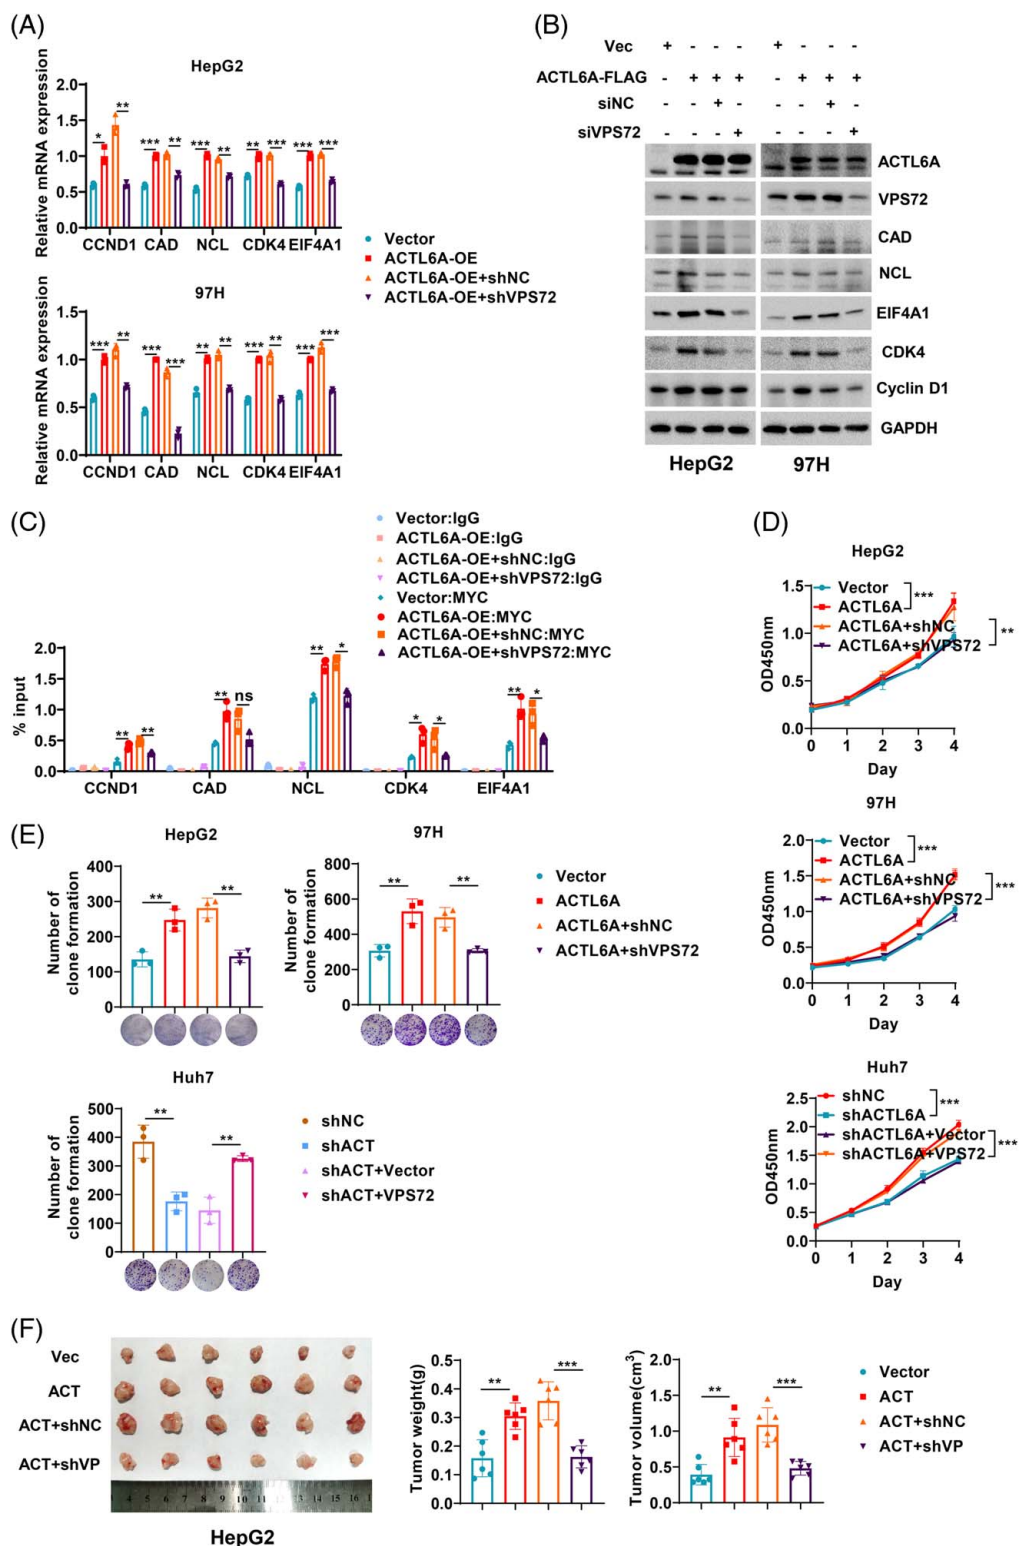 (A)
HepG2
Relative mRNA expression
1.5
1.0
0.5
0.0
* ** *** ** *** ** ** *** *** ***
CCND1 CAD NCL CDK4 EIF4A1
97H
Relative mRNA expression
1.5
1.0
0.5
0.0
*** ** *** *** ** ** *** ** *** ***
CCND1 CAD NCL CDK4 EIF4A1
Vector
ACTL6A-OE
ACTL6A-OE+shNC
ACTL6A-OE+shVPS72
(B)
Vec + - - - + - - -
ACTL6A-FLAG - + + + - + + +
siNC - - + - - - + -
siVPS72 - - - + - - - +
ACTL6A
VPS72
CAD
NCL
EIF4A1
CDK4
Cyclin D1
GAPDH
HepG2 97H
(C)
Vector:IgG
ACTL6A-OE:IgG
ACTL6A-OE+shNC:IgG
ACTL6A-OE+shVPS72:IgG
Vector:MYC
ACTL6A-OE:MYC
ACTL6A-OE+shNC:MYC
ACTL6A-OE+shVPS72:MYC
% input
2.0
1.5
1.0
0.5
0.0
** ** ** ns ** * * * ** *
CCND1 CAD NCL CDK4 EIF4A1
(D)
HepG2
OD450nm
1.5
1.0
0.5
0.0
Vector
ACTL6A
ACTL6A+shNC
ACTL6A+shVPS72
***
**
0 1 2 3 4
Day
97H
OD450nm
2.0
1.5
1.0
0.5
0.0
Vector
ACTL6A
ACTL6A+shNC
ACTL6A+shVPS72
***
***
0 1 2 3 4
Day
Huh7
OD450nm
2.5
2.0
1.5
1.0
0.5
0.0
shNC
shACTL6A
shACTL6A+Vector
shACTL6A+VPS72
***
***
0 1 2 3 4
Day
(E)
HepG2
Number of
clone formation
400
300
200
100
0
** **
97H
Number of
clone formation
800
600
400
200
0
** **
Vector
ACTL6A
ACTL6A+shNC
ACTL6A+shVPS72
Huh7
Number of
clone formation
500
400
300
200
100
0
** **
shNC
shACT
shACT+Vector
shACT+VPS72
(F)
Vec
ACT
ACT+shNC
ACT+shVP
4 5 6 7 8 9 10 11 12 13 14 15 16
HepG2
Tumor weight(g)
0.5
0.4
0.3
0.2
0.1
0.0
** ***
Tumor volume(cm3)
2.0
1.5
1.0
0.5
0.0
** ***
Vector
ACT
ACT+shNC
ACT+shVP